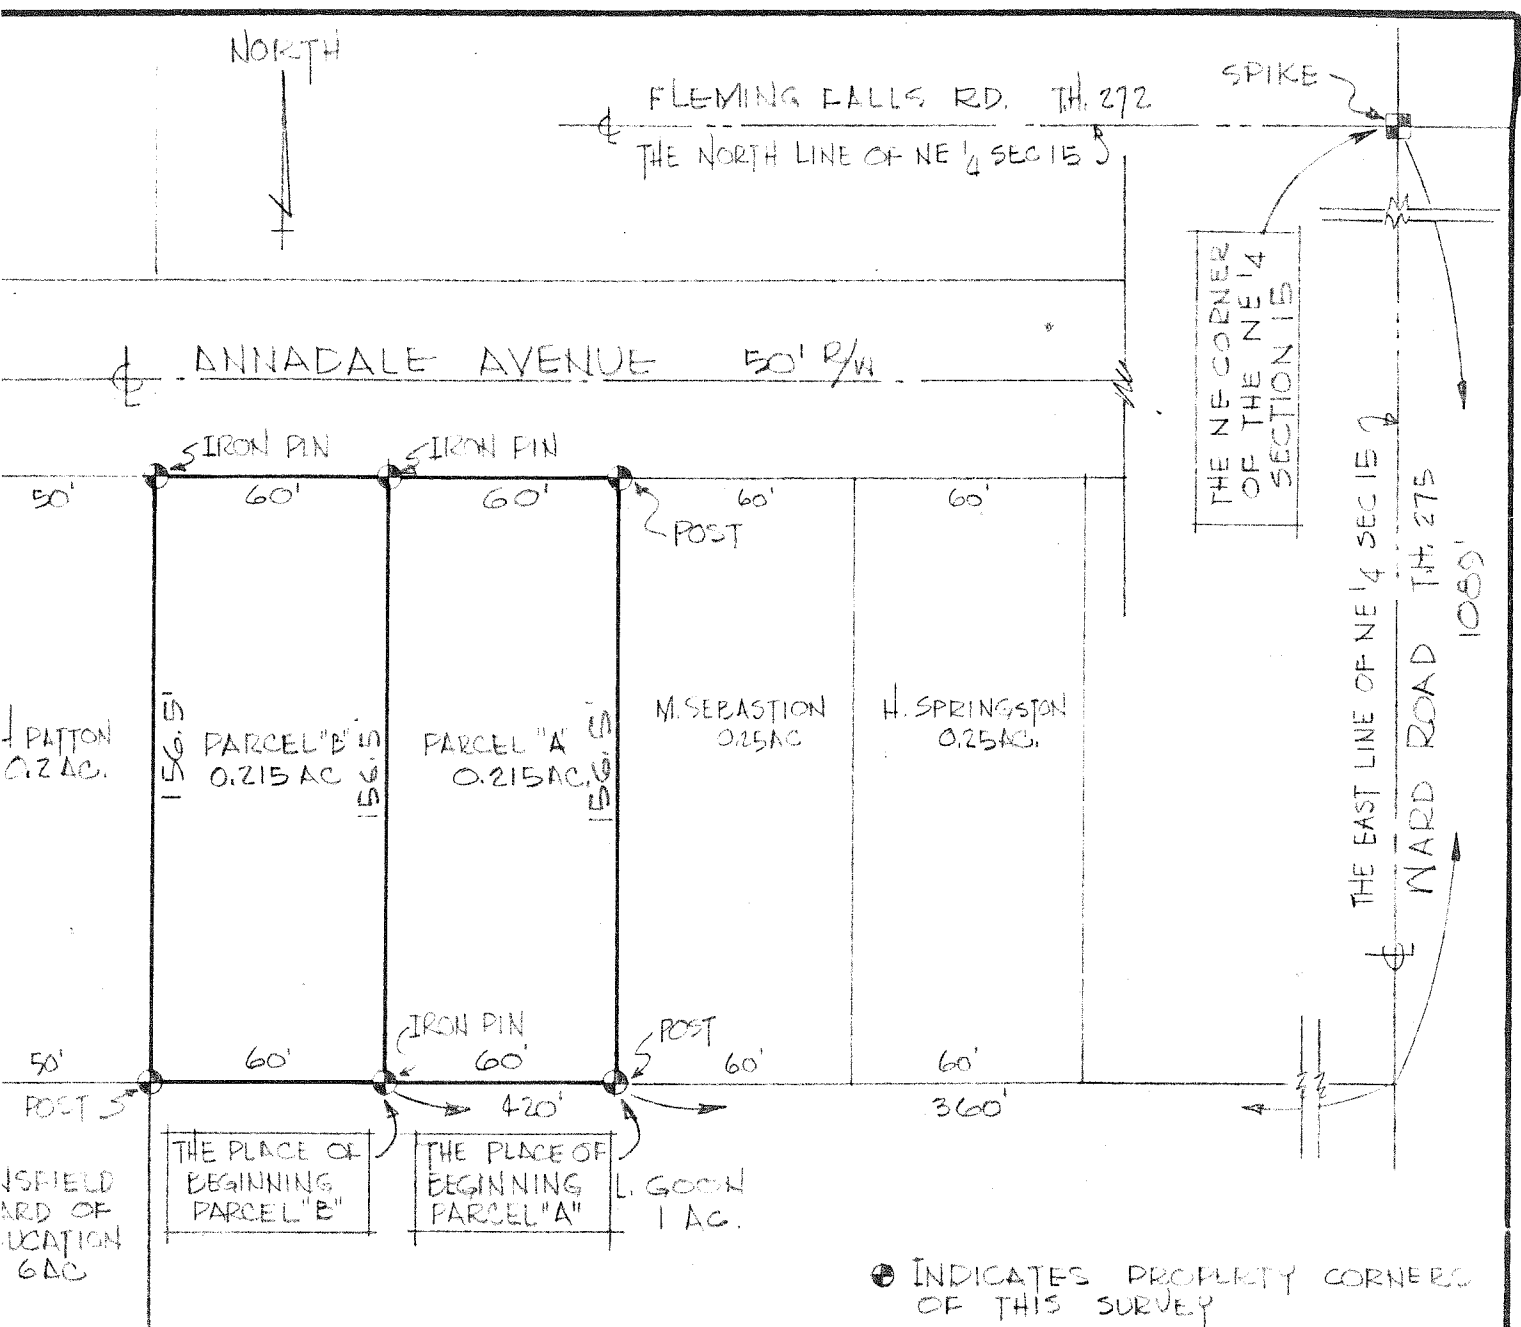 NORTH
SPIKE
FLEMING FALLS RD. T.H. 272
THE NORTH LINE OF NE 1/4 SEC 15
THE NE CORNER
OF THE NE 1/4
SECTION 15
ANNADALE AVENUE 50' R/W
IRON PIN
IRON PIN
50'
60'
60'
60'
60'
POST
THE EAST LINE OF NE 1/4 SEC 15
WARD ROAD T.H. 275
1089'
H PATTON
0.2 AC.
156.5'
PARCEL "B"
0.215 AC
156.5'
PARCEL "A"
0.215 AC.
156.5'
M. SEBASTION
0.25 AC
H. SPRINGSTON
0.25 AC.
IRON PIN
POST
50'
60'
60'
60'
60'
POST
420'
360'
THE PLACE OF
BEGINNING
PARCEL "B"
THE PLACE OF
BEGINNING
PARCEL "A"
L. GOON
1 AC.
NSFIELD
ARD OF
UCATION
6 AC
INDICATES PROPERTY CORNERS
OF THIS SURVEY